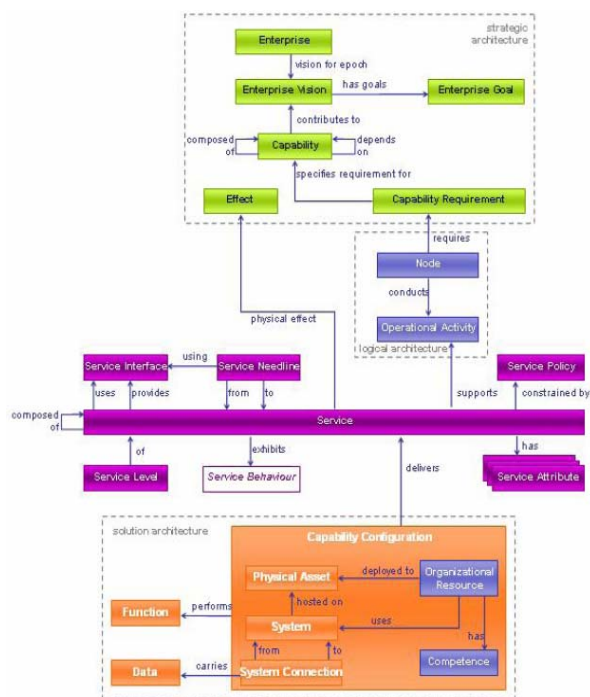 strategic
architecture
Enterprise
vision for epoch
Enterprise Vision
has goals
Enterprise Goal
contributes to
composed
of
Capability
depends
on
specifies requirement for
Effect
Capability Requirement
requires
Node
conducts
physical effect
Operational Activity
logical architecture
Service Interface
using
Service Needline
Service Policy
uses
provides
from
to
supports
constrained by
composed
of
Service
of
exhibits
has
Service Level
Service Behaviour
delivers
Service Attribute
solution architecture
Capability Configuration
Physical Asset
deployed to
Organizational
Resource
hosted on
Function
performs
System
uses
has
from
to
Data
carries
System Connection
Competence